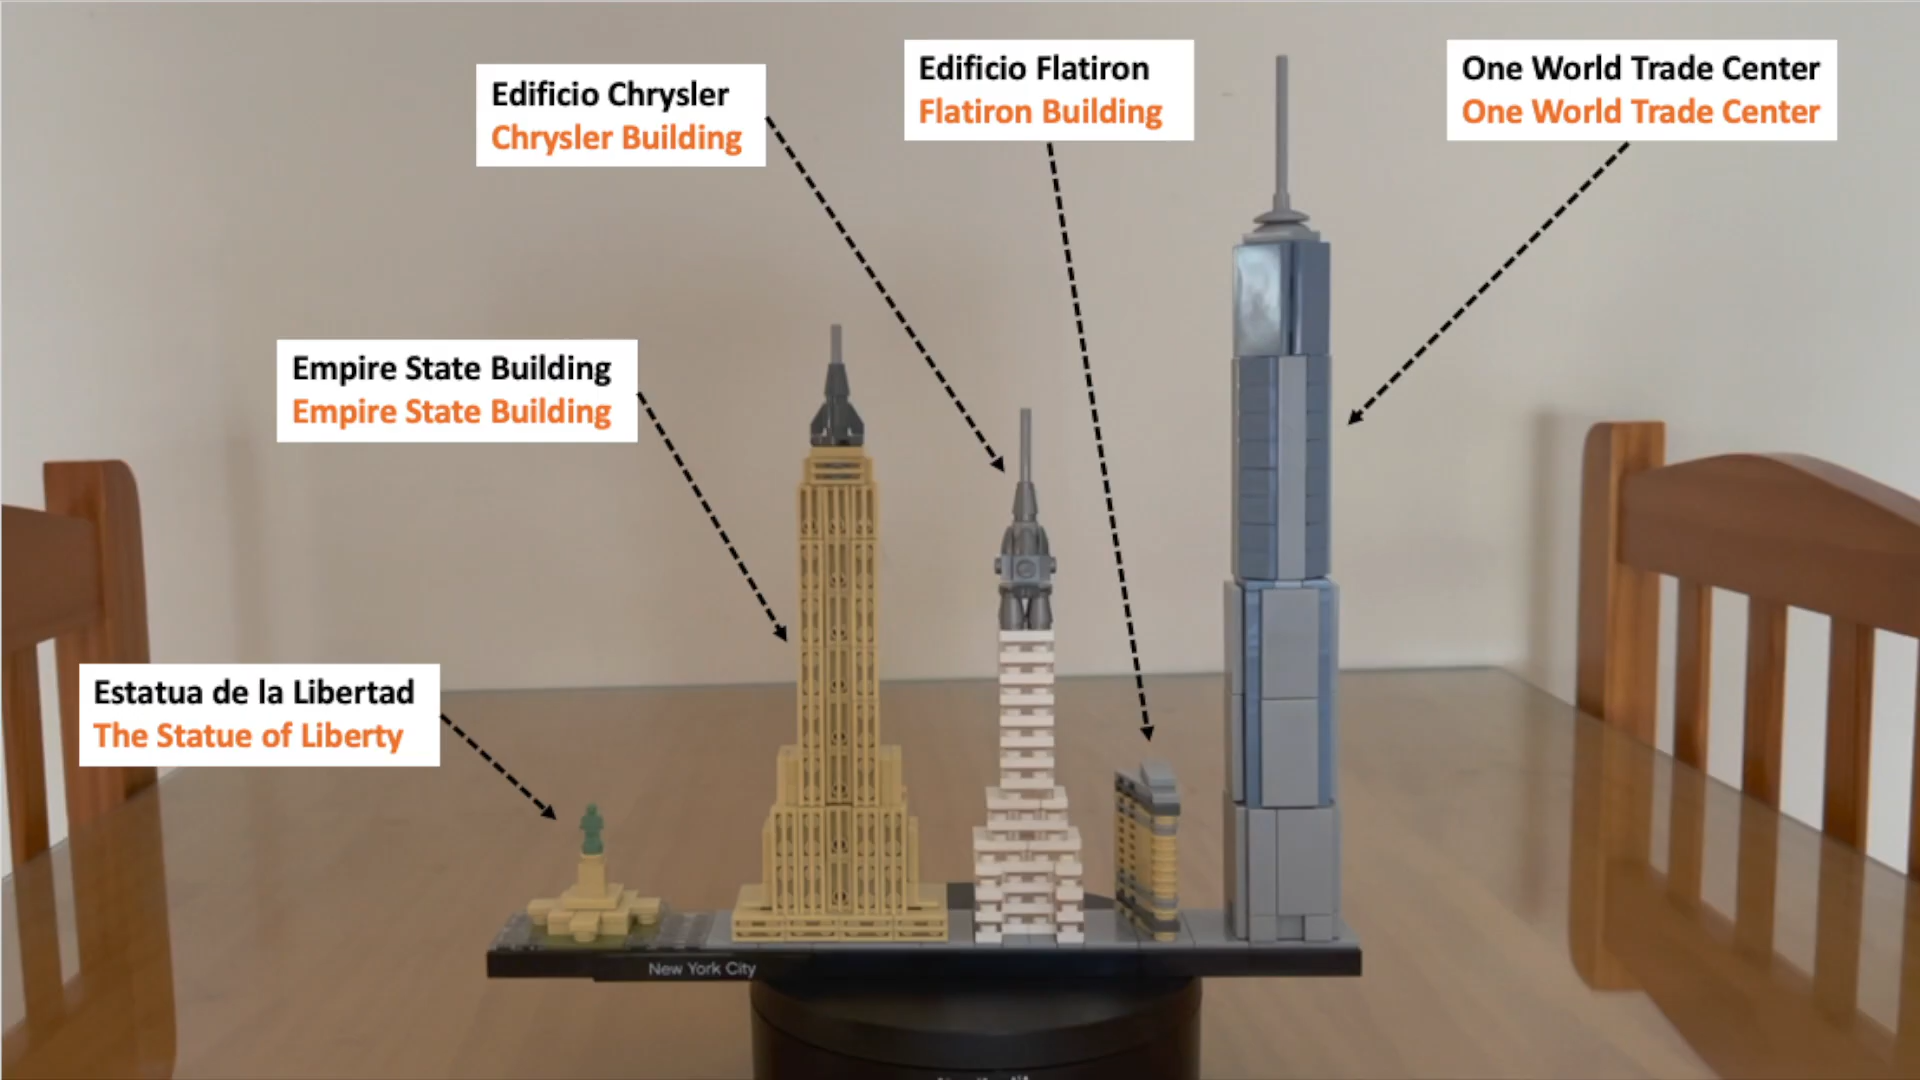 Edificio Chrysler
Chrysler Building
Edificio Flatiron
Flatiron Building
One World Trade Center
One World Trade Center
Empire State Building
Empire State Building
Estatua de la Libertad
The Statue of Liberty
New York City